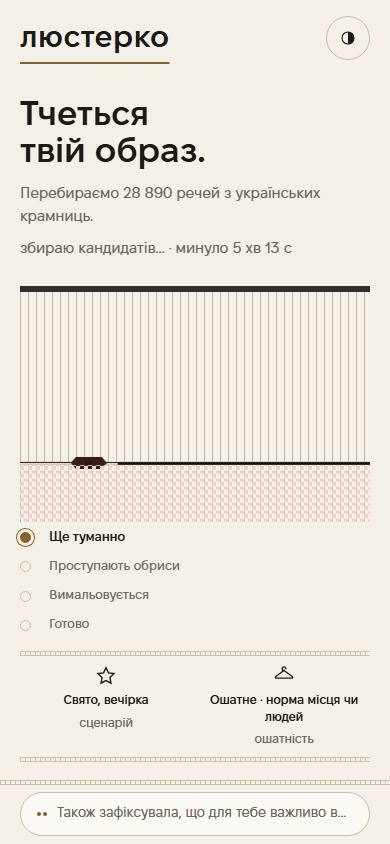 люстерко
Тчеться
твій образ.
Перебираємо 28 890 речей з українських
крамниць.
збираю кандидатів… · минуло 5 хв 13 с
Ще туманно
Проступають обриси
Вимальовується
Готово
Свято, вечірка
сценарій
Ошатне · норма місця чи
людей
ошатність
Також зафіксувала, що для тебе важливо в…